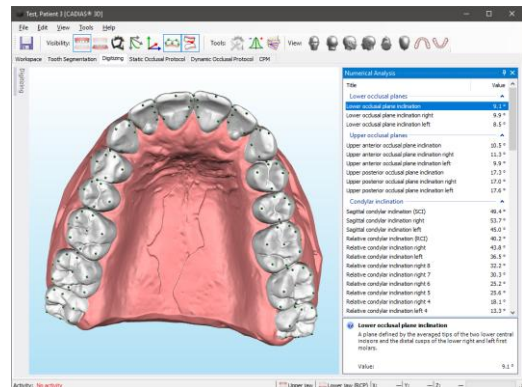 Test, Patient 3 [CADIAS® 3D]
File Edit View Tools Help
Visibility: Tools: View
Workspace Tooth Segmentation Digitizing Static Occlusal Protocol Dynamic Occlusal Protocol CPM
Digitizing
Numerical Analysis
Title Value
Lower occlusal planes
Lower occlusal plane inclination 9.1 °
Lower occlusal plane inclination right 9.9 °
Lower occlusal plane inclination left 8.5 °
Upper occlusal planes
Upper anterior occlusal plane inclination 10.5 °
Upper anterior occlusal plane inclination right 11.3 °
Upper anterior occlusal plane inclination left 9.9 °
Upper posterior occlusal plane inclination 17.3 °
Upper posterior occlusal plane inclination right 17.0 °
Upper posterior occlusal plane inclination left 17.6 °
Condylar inclination
Sagittal condylar inclination (SCI) 49.4 °
Sagittal condylar inclination right 53.7 °
Sagittal condylar inclination left 45.0 °
Relative condylar inclination (RCI) 40.2 °
Relative condylar inclination right 43.8 °
Relative condylar inclination left 36.5 °
Relative condylar inclination right 8 32.2 °
Relative condylar inclination right 7 30.3 °
Relative condylar inclination right 6 25.2 °
Relative condylar inclination right 5 25.6 °
Relative condylar inclination right 4 18.1 °
Relative condylar inclination left 4 13.3 °
Lower occlusal plane inclination
A plane defined by the averaged tips of the two lower central
incisors and the distal cusps of the lower right and left first
molars.
Value: 9.1 °
Activity: No activity Upper jaw Lower jaw (RCP) X: — Y: — Z: —